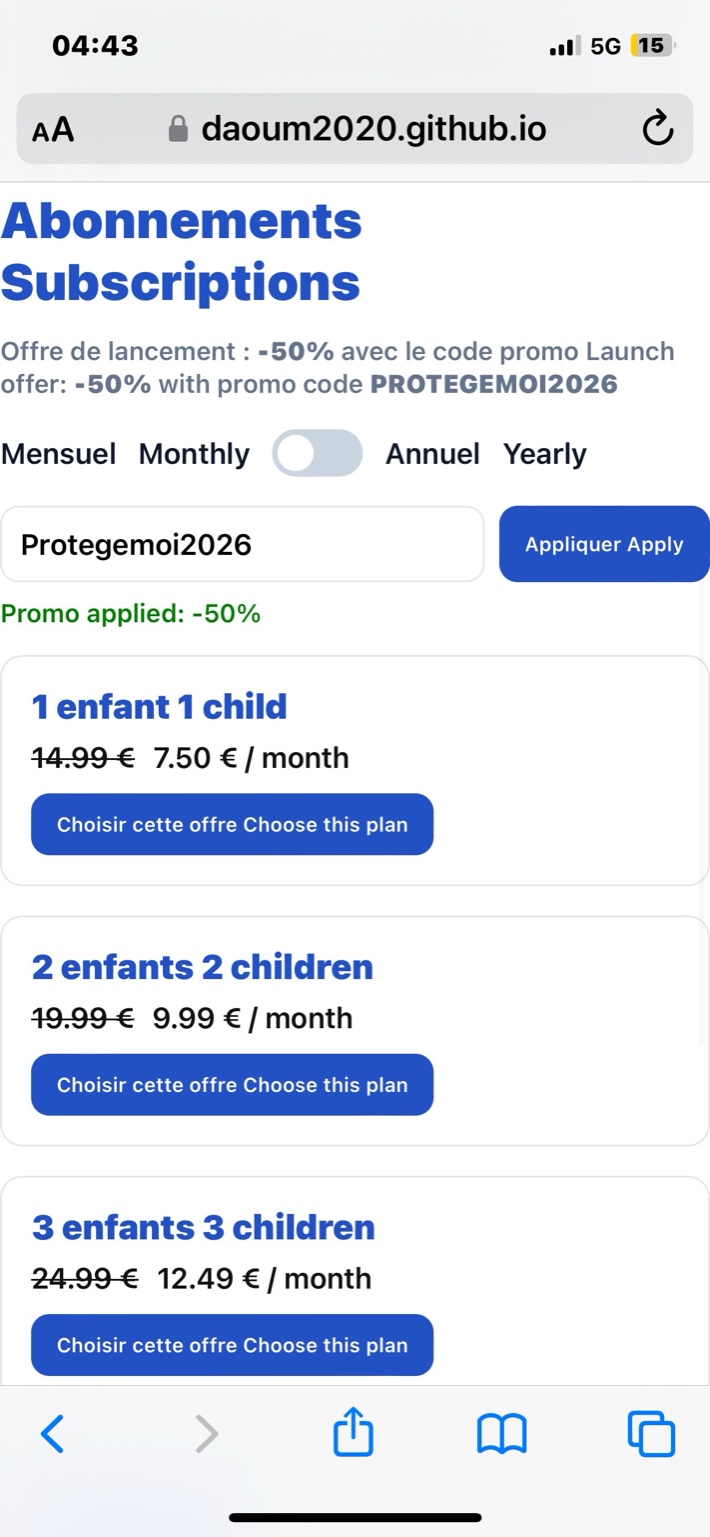 04:43
5G 15
AA daoum2020.github.io
Abonnements
Subscriptions
Offre de lancement : -50% avec le code promo Launch
offer: -50% with promo code PROTEGEMOI2026
Mensuel Monthly Annuel Yearly
Protegemoi2026
Appliquer Apply
Promo applied: -50%
1 enfant 1 child
14.99 € 7.50 € / month
Choisir cette offre Choose this plan
2 enfants 2 children
19.99 € 9.99 € / month
Choisir cette offre Choose this plan
3 enfants 3 children
24.99 € 12.49 € / month
Choisir cette offre Choose this plan